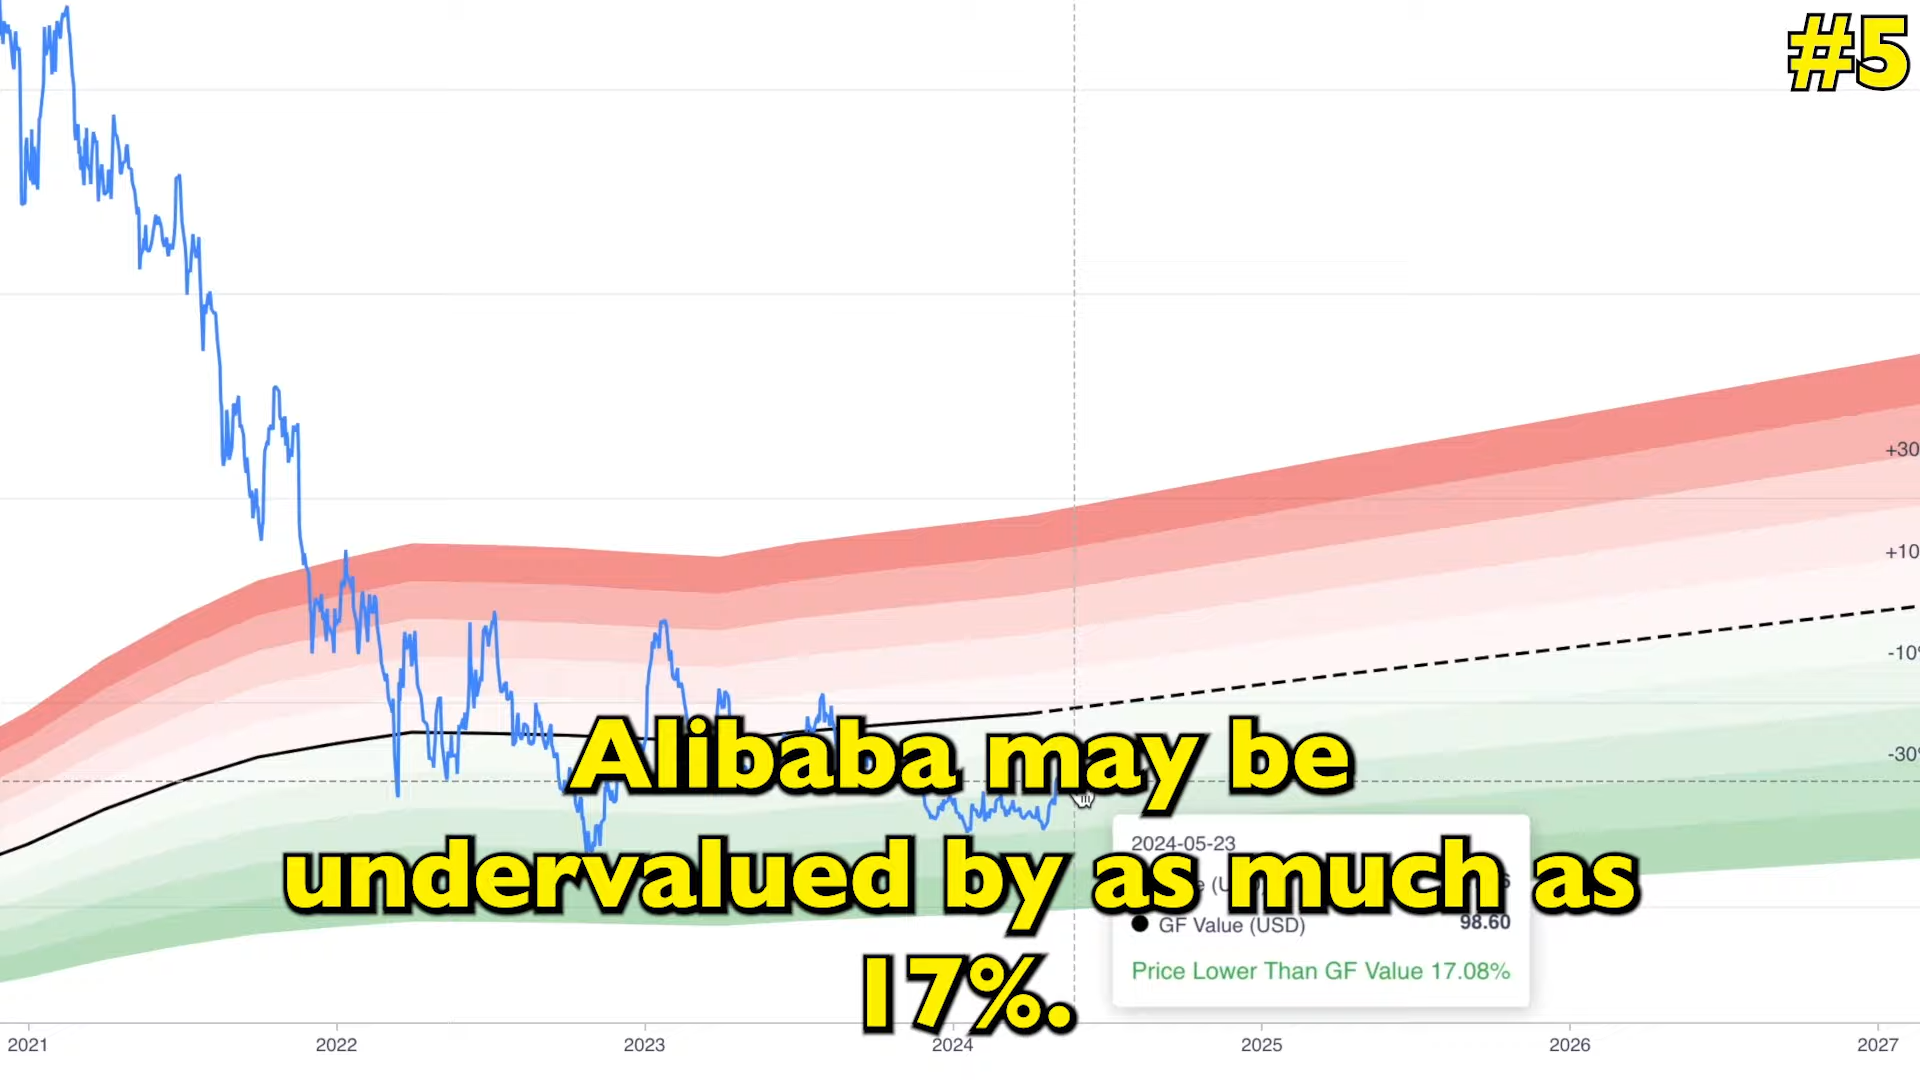 #5
+30
+10
-10%
-30%
Alibaba may be
undervalued by as much as
17%.
2024-05-23
GF Value (USD) 98.60
Price Lower Than GF Value 17.08%
2021 2022 2023 2024 2025 2026 2027